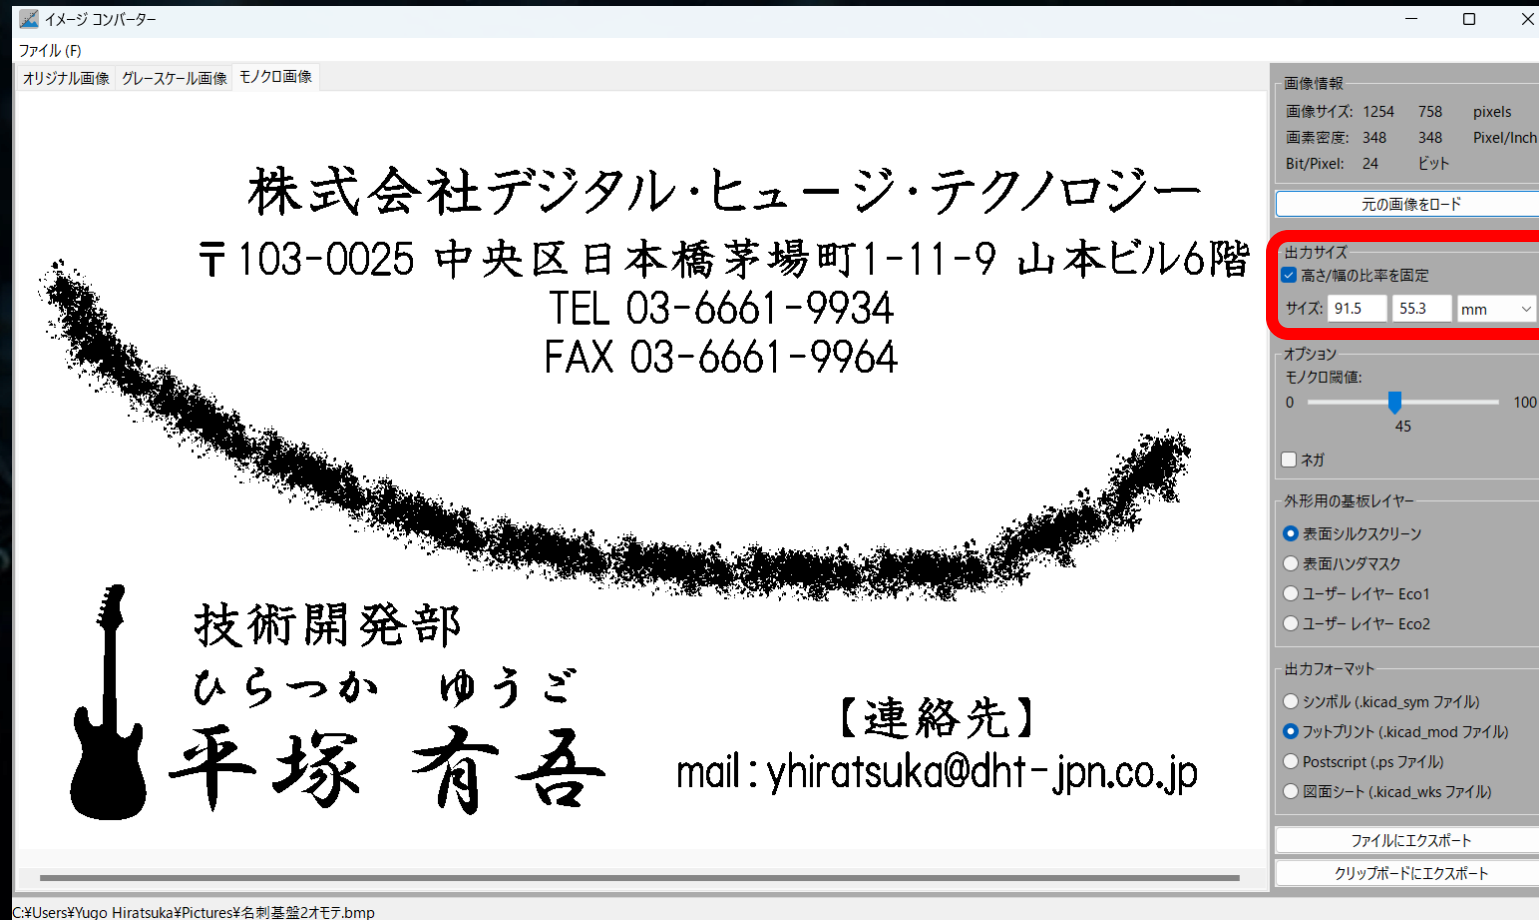 イメージ コンバーター
ファイル (F)
オリジナル画像 グレースケール画像 モノクロ画像
株式会社デジタル・ヒュージ・テクノロジー
〒103-0025 中央区日本橋茅場町1-11-9 山本ビル6階
TEL 03-6661-9934
FAX 03-6661-9964
技術開発部
ひらつか ゆうご
平塚 有吾
【連絡先】
mail:yhiratsuka@dht-jpn.co.jp
画像情報
画像サイズ: 1254 758 pixels
画素密度: 348 348 Pixel/Inch
Bit/Pixel: 24 ビット
元の画像をロード
出力サイズ
高さ/幅の比率を固定
サイズ: 91.5 55.3 mm
オプション
モノクロ閾値:
0 100
45
ネガ
外形用の基板レイヤー
表面シルクスクリーン
表面ハンダマスク
ユーザー レイヤー Eco1
ユーザー レイヤー Eco2
出力フォーマット
シンボル (.kicad_sym ファイル)
フットプリント (.kicad_mod ファイル)
Postscript (.ps ファイル)
図面シート (.kicad_wks ファイル)
ファイルにエクスポート
クリップボードにエクスポート
C:¥Users¥Yugo Hiratsuka¥Pictures¥名刺基盤2オモテ.bmp